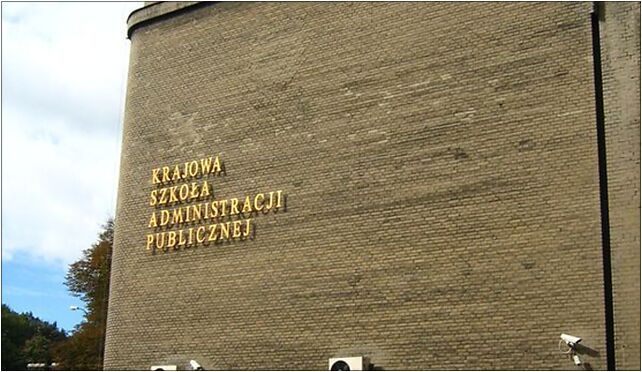 KRAJOWA
SZKOŁA
ADMINISTRACJI
PUBLICZNEJ